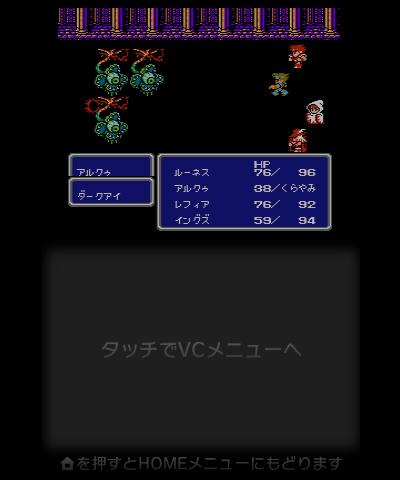 アルクゥ
ダークアイ
HP
ルーネス 76/ 96
アルクゥ 38/くらやみ
レフィア 76/ 92
イングズ 59/ 94
タッチでVCメニューへ
を押すとHOMEメニューにもどります